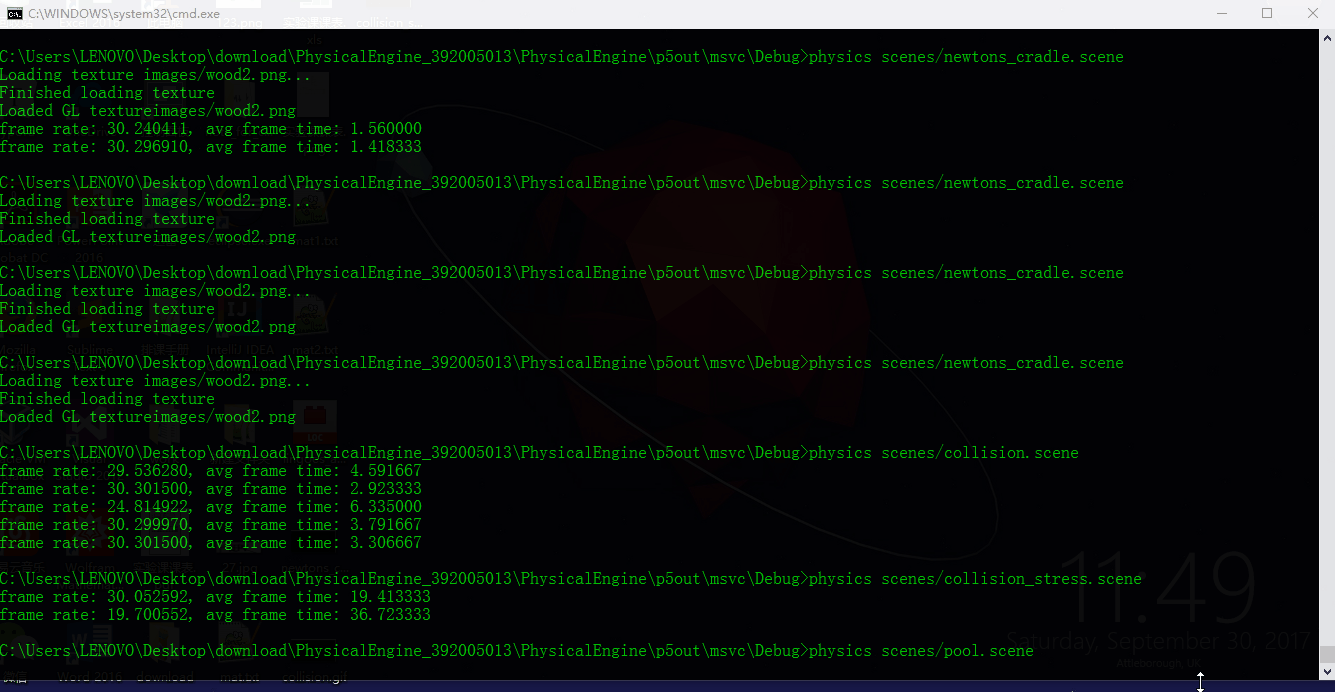 C:\WINDOWS\system32\cmd.exe
123.png
C:\Users\LENOVO\Desktop\download\PhysicalEngine_392005013\PhysicalEngine\p5out\msvc\Debug>physics scenes/newtons_cradle.scene
Loading texture images/wood2.png...
Finished loading texture
Loaded GL textureimages/wood2.png
frame rate: 30.240411, avg frame time: 1.560000
frame rate: 30.296910, avg frame time: 1.418333
C:\Users\LENOVO\Desktop\download\PhysicalEngine_392005013\PhysicalEngine\p5out\msvc\Debug>physics scenes/newtons_cradle.scene
Loading texture images/wood2.png...
Finished loading texture
Loaded GL textureimages/wood2.png
C:\Users\LENOVO\Desktop\download\PhysicalEngine_392005013\PhysicalEngine\p5out\msvc\Debug>physics scenes/newtons_cradle.scene
Loading texture images/wood2.png...
Finished loading texture
Loaded GL textureimages/wood2.png
C:\Users\LENOVO\Desktop\download\PhysicalEngine_392005013\PhysicalEngine\p5out\msvc\Debug>physics scenes/newtons_cradle.scene
Loading texture images/wood2.png...
Finished loading texture
Loaded GL textureimages/wood2.png
C:\Users\LENOVO\Desktop\download\PhysicalEngine_392005013\PhysicalEngine\p5out\msvc\Debug>physics scenes/collision.scene
frame rate: 29.536280, avg frame time: 4.591667
frame rate: 30.301500, avg frame time: 2.923333
frame rate: 24.814922, avg frame time: 6.335000
frame rate: 30.299970, avg frame time: 3.791667
frame rate: 30.301500, avg frame time: 3.306667
C:\Users\LENOVO\Desktop\download\PhysicalEngine_392005013\PhysicalEngine\p5out\msvc\Debug>physics scenes/collision_stress.scene
frame rate: 30.052592, avg frame time: 19.413333
frame rate: 19.700552, avg frame time: 36.723333
C:\Users\LENOVO\Desktop\download\PhysicalEngine_392005013\PhysicalEngine\p5out\msvc\Debug>physics scenes/pool.scene
11:49
Saturday, September 30, 2017
Attleborough, UK
Word 2016 download mat.txt collision.gif